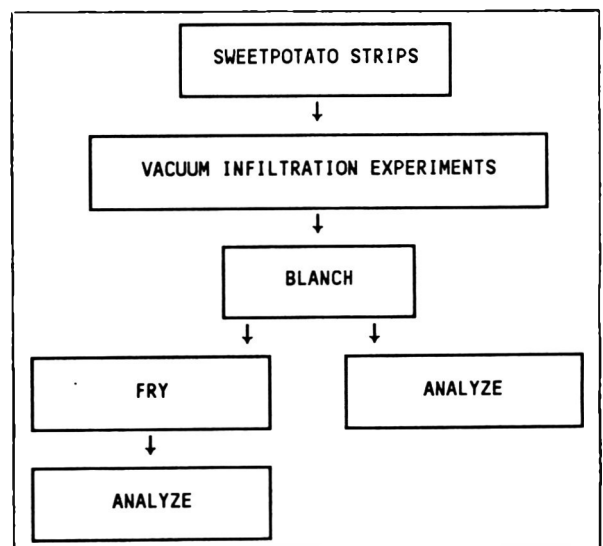 SWEETPOTATO STRIPS
↓
VACUUM INFILTRATION EXPERIMENTS
↓
BLANCH
↓ ↓
FRY ANALYZE
↓
ANALYZE